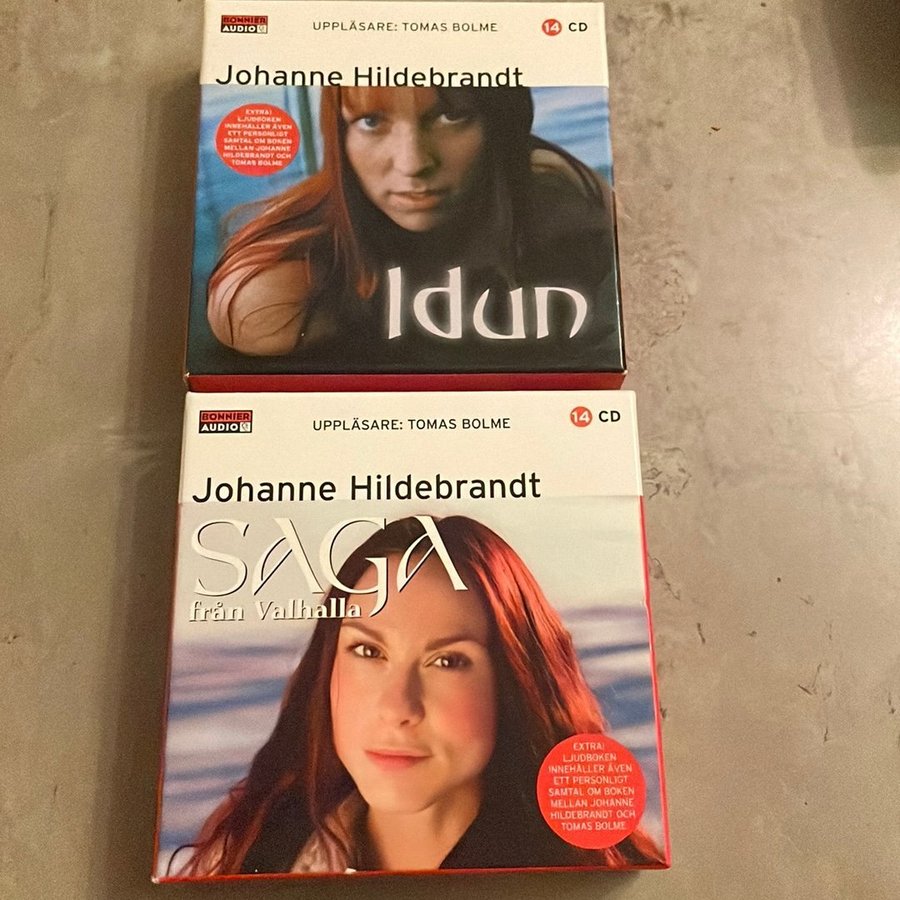 BONNIER
AUDIO
UPPLÄSARE: TOMAS BOLME
14 CD
Johanne Hildebrandt
EXTRA!
LJUDBOKEN
INNEHÅLLER ÄVEN
ETT PERSONLIGT
SAMTAL OM BOKEN
MELLAN JOHANNE
HILDEBRANDT OCH
TOMAS BOLME
Idun
BONNIER
AUDIO
UPPLÄSARE: TOMAS BOLME
14 CD
Johanne Hildebrandt
SAGA
från Valhalla
EXTRA!
LJUDBOKEN
INNEHÅLLER ÄVEN
ETT PERSONLIGT
SAMTAL OM BOKEN
MELLAN JOHANNE
HILDEBRANDT OCH
TOMAS BOLME